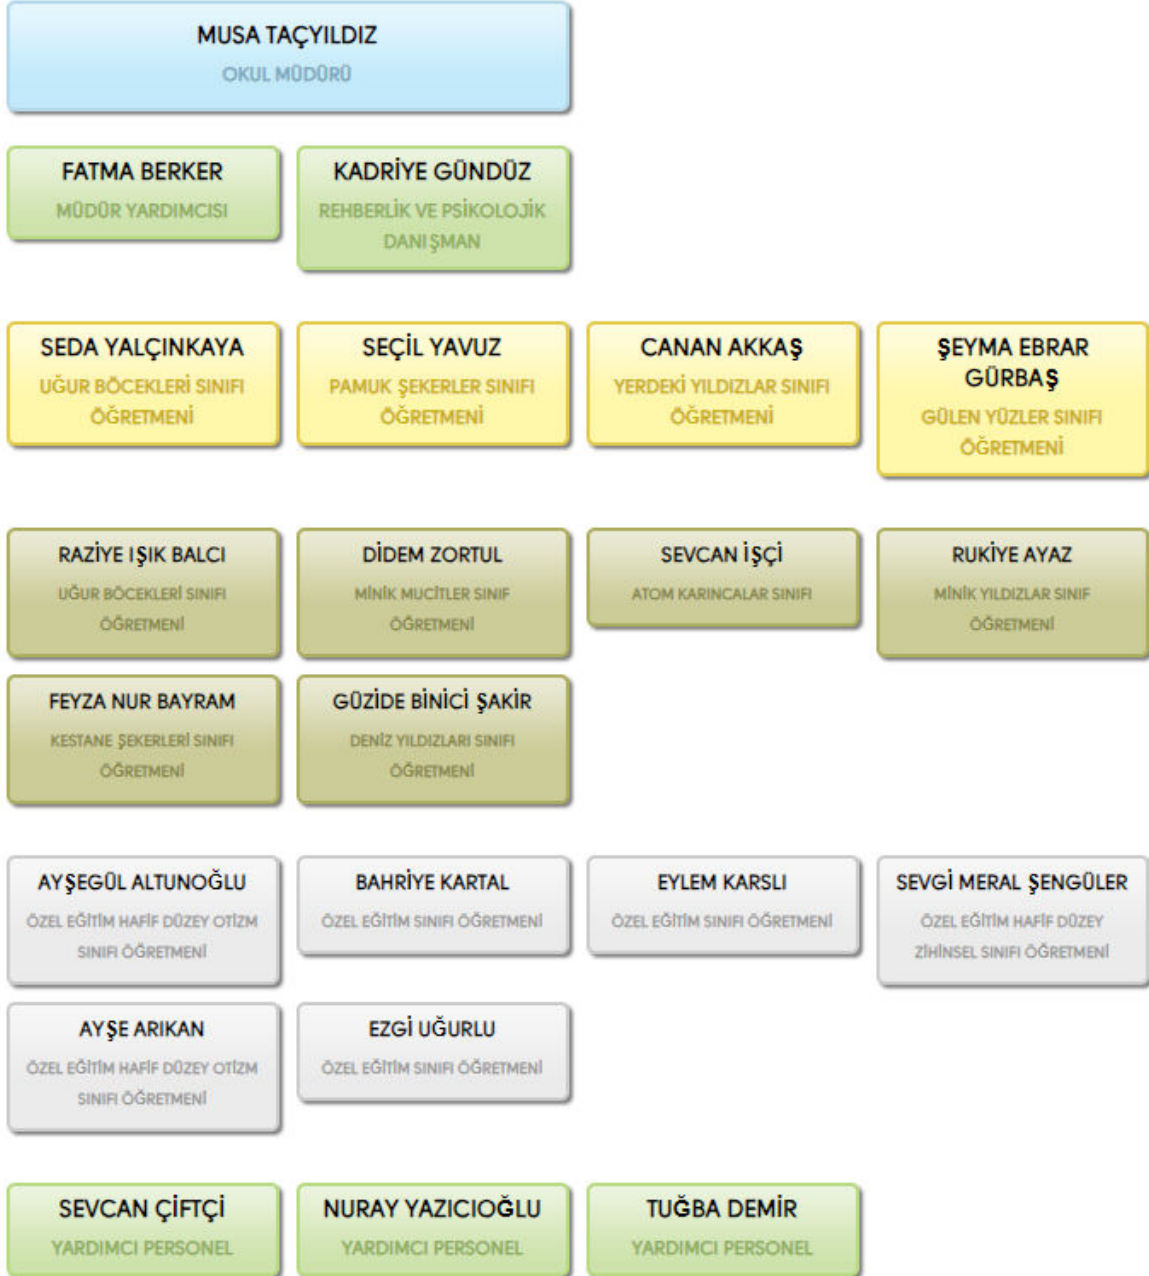 MUSA TAÇYILDIZ
OKUL MÜDÜRÜ
FATMA BERKER
MÜDÜR YARDIMCISI
KADRİYE GÜNDÜZ
REHBERLİK VE PSİKOLOJİK
DANIŞMAN
SEDA YALÇINKAYA
UĞUR BÖCEKLERİ SINIFI
ÖĞRETMENİ
SEÇİL YAVUZ
PAMUK ŞEKERLER SINIFI
ÖĞRETMENİ
CANAN AKKAŞ
YERDEKİ YILDIZLAR SINIFI
ÖĞRETMENİ
ŞEYMA EBRAR
GÜRBAŞ
GÜLEN YÜZLER SINIFI
ÖĞRETMENİ
RAZİYE IŞIK BALCI
UĞUR BÖCEKLERİ SINIFI
ÖĞRETMENİ
DİDEM ZORTUL
MİNİK MUCİTLER SINIF
ÖĞRETMENİ
SEVCAN İŞÇİ
ATOM KARINCALAR SINIFI
RUKİYE AYAZ
MİNİK YILDIZLAR SINIF
ÖĞRETMENİ
FEYZA NUR BAYRAM
KESTANE ŞEKERLERİ SINIFI
ÖĞRETMENİ
GÜZİDE BİNİCİ ŞAKİR
DENİZ YILDIZLARI SINIFI
ÖĞRETMENİ
AYŞEGÜL ALTUNOĞLU
ÖZEL EĞİTİM HAFİF DÜZEY OTİZM
SINIFI ÖĞRETMENİ
BAHRİYE KARTAL
ÖZEL EĞİTİM SINIFI ÖĞRETMENİ
EYLEM KARSLI
ÖZEL EĞİTİM SINIFI ÖĞRETMENİ
SEVGİ MERAL ŞENGÜLER
ÖZEL EĞİTİM HAFİF DÜZEY
ZİHİNSEL SINIFI ÖĞRETMENİ
AYŞE ARIKAN
ÖZEL EĞİTİM HAFİF DÜZEY OTİZM
SINIFI ÖĞRETMENİ
EZGİ UĞURLU
ÖZEL EĞİTİM SINIFI ÖĞRETMENİ
SEVCAN ÇİFTÇİ
YARDIMCI PERSONEL
NURAY YAZICIOĞLU
YARDIMCI PERSONEL
TUĞBA DEMİR
YARDIMCI PERSONEL